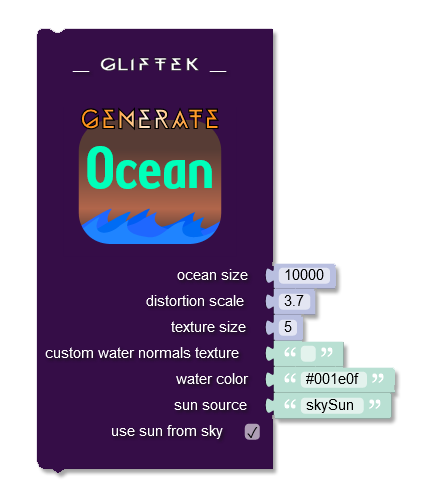 __ GLIFTEK __
GENERATE
Ocean
ocean size 10000
distortion scale 3.7
texture size 5
custom water normals texture “ ”
water color “ #001e0f ”
sun source “ skySun ”
use sun from sky ✓